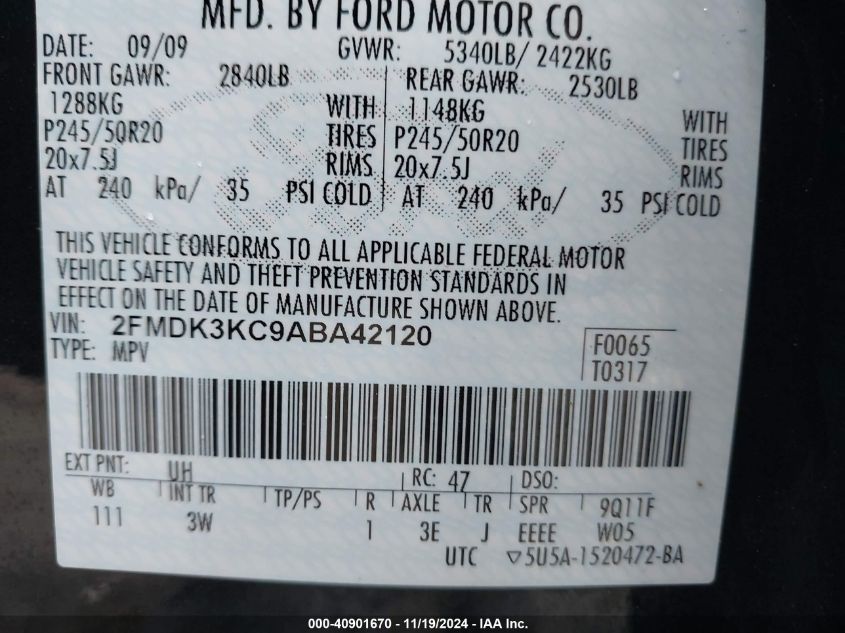 MFD. BY FORD MOTOR CO.
DATE: 09/09 GVWR: 5340LB/ 2422KG
FRONT GAWR: 2840LB REAR GAWR: 2530LB
1288KG WITH 1148KG WITH
P245/50R20 TIRES P245/50R20 TIRES
20x7.5J RIMS 20x7.5J RIMS
AT 240 kPa/ 35 PSI COLD AT 240 kPa/ 35 PSI COLD
THIS VEHICLE CONFORMS TO ALL APPLICABLE FEDERAL MOTOR
VEHICLE SAFETY AND THEFT PREVENTION STANDARDS IN
EFFECT ON THE DATE OF MANUFACTURE SHOWN ABOVE.
VIN: 2FMDK3KC9ABA42120 F0065
TYPE: MPV T0317
EXT PNT: UH RC: 47 DSO:
WB INT TR TP/PS R AXLE TR SPR 9Q11F
111 3W 1 3E J EEEE W05
UTC ▽5U5A-1520472-BA
000-40901670 - 11/19/2024 - IAA Inc.